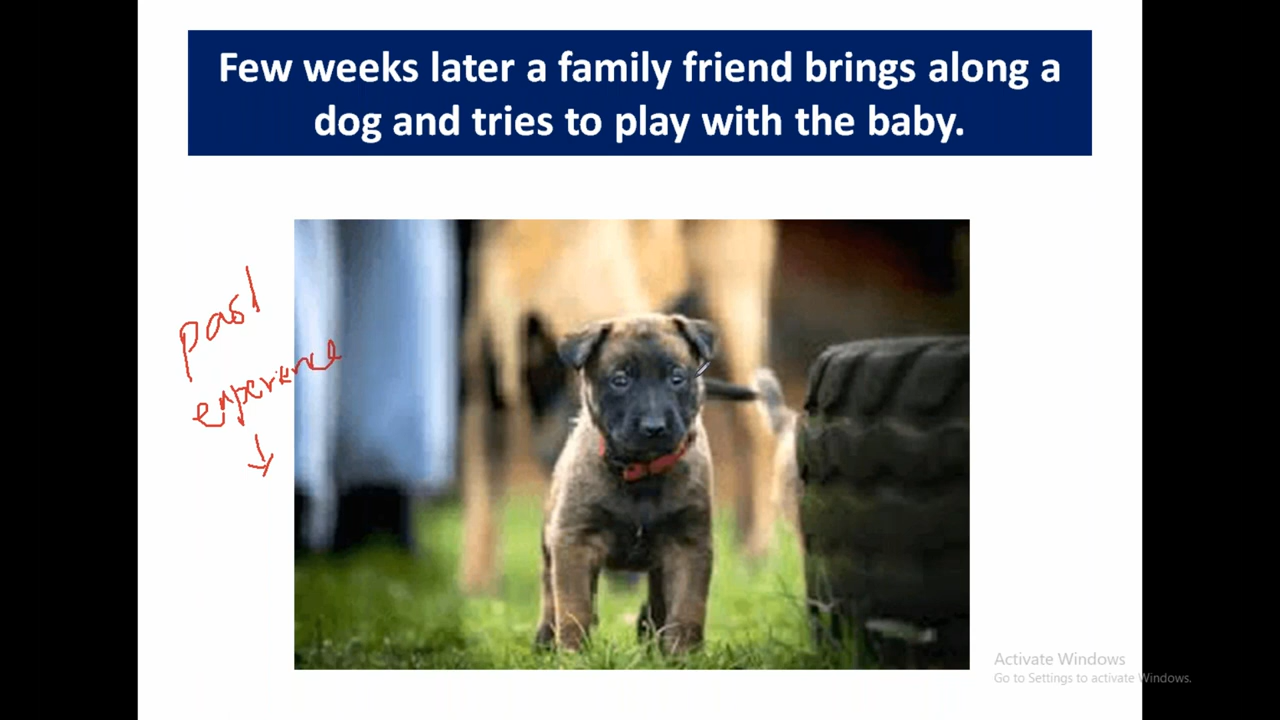 Few weeks later a family friend brings along a
dog and tries to play with the baby.
past
experience
Activate Windows
Go to Settings to activate Windows.